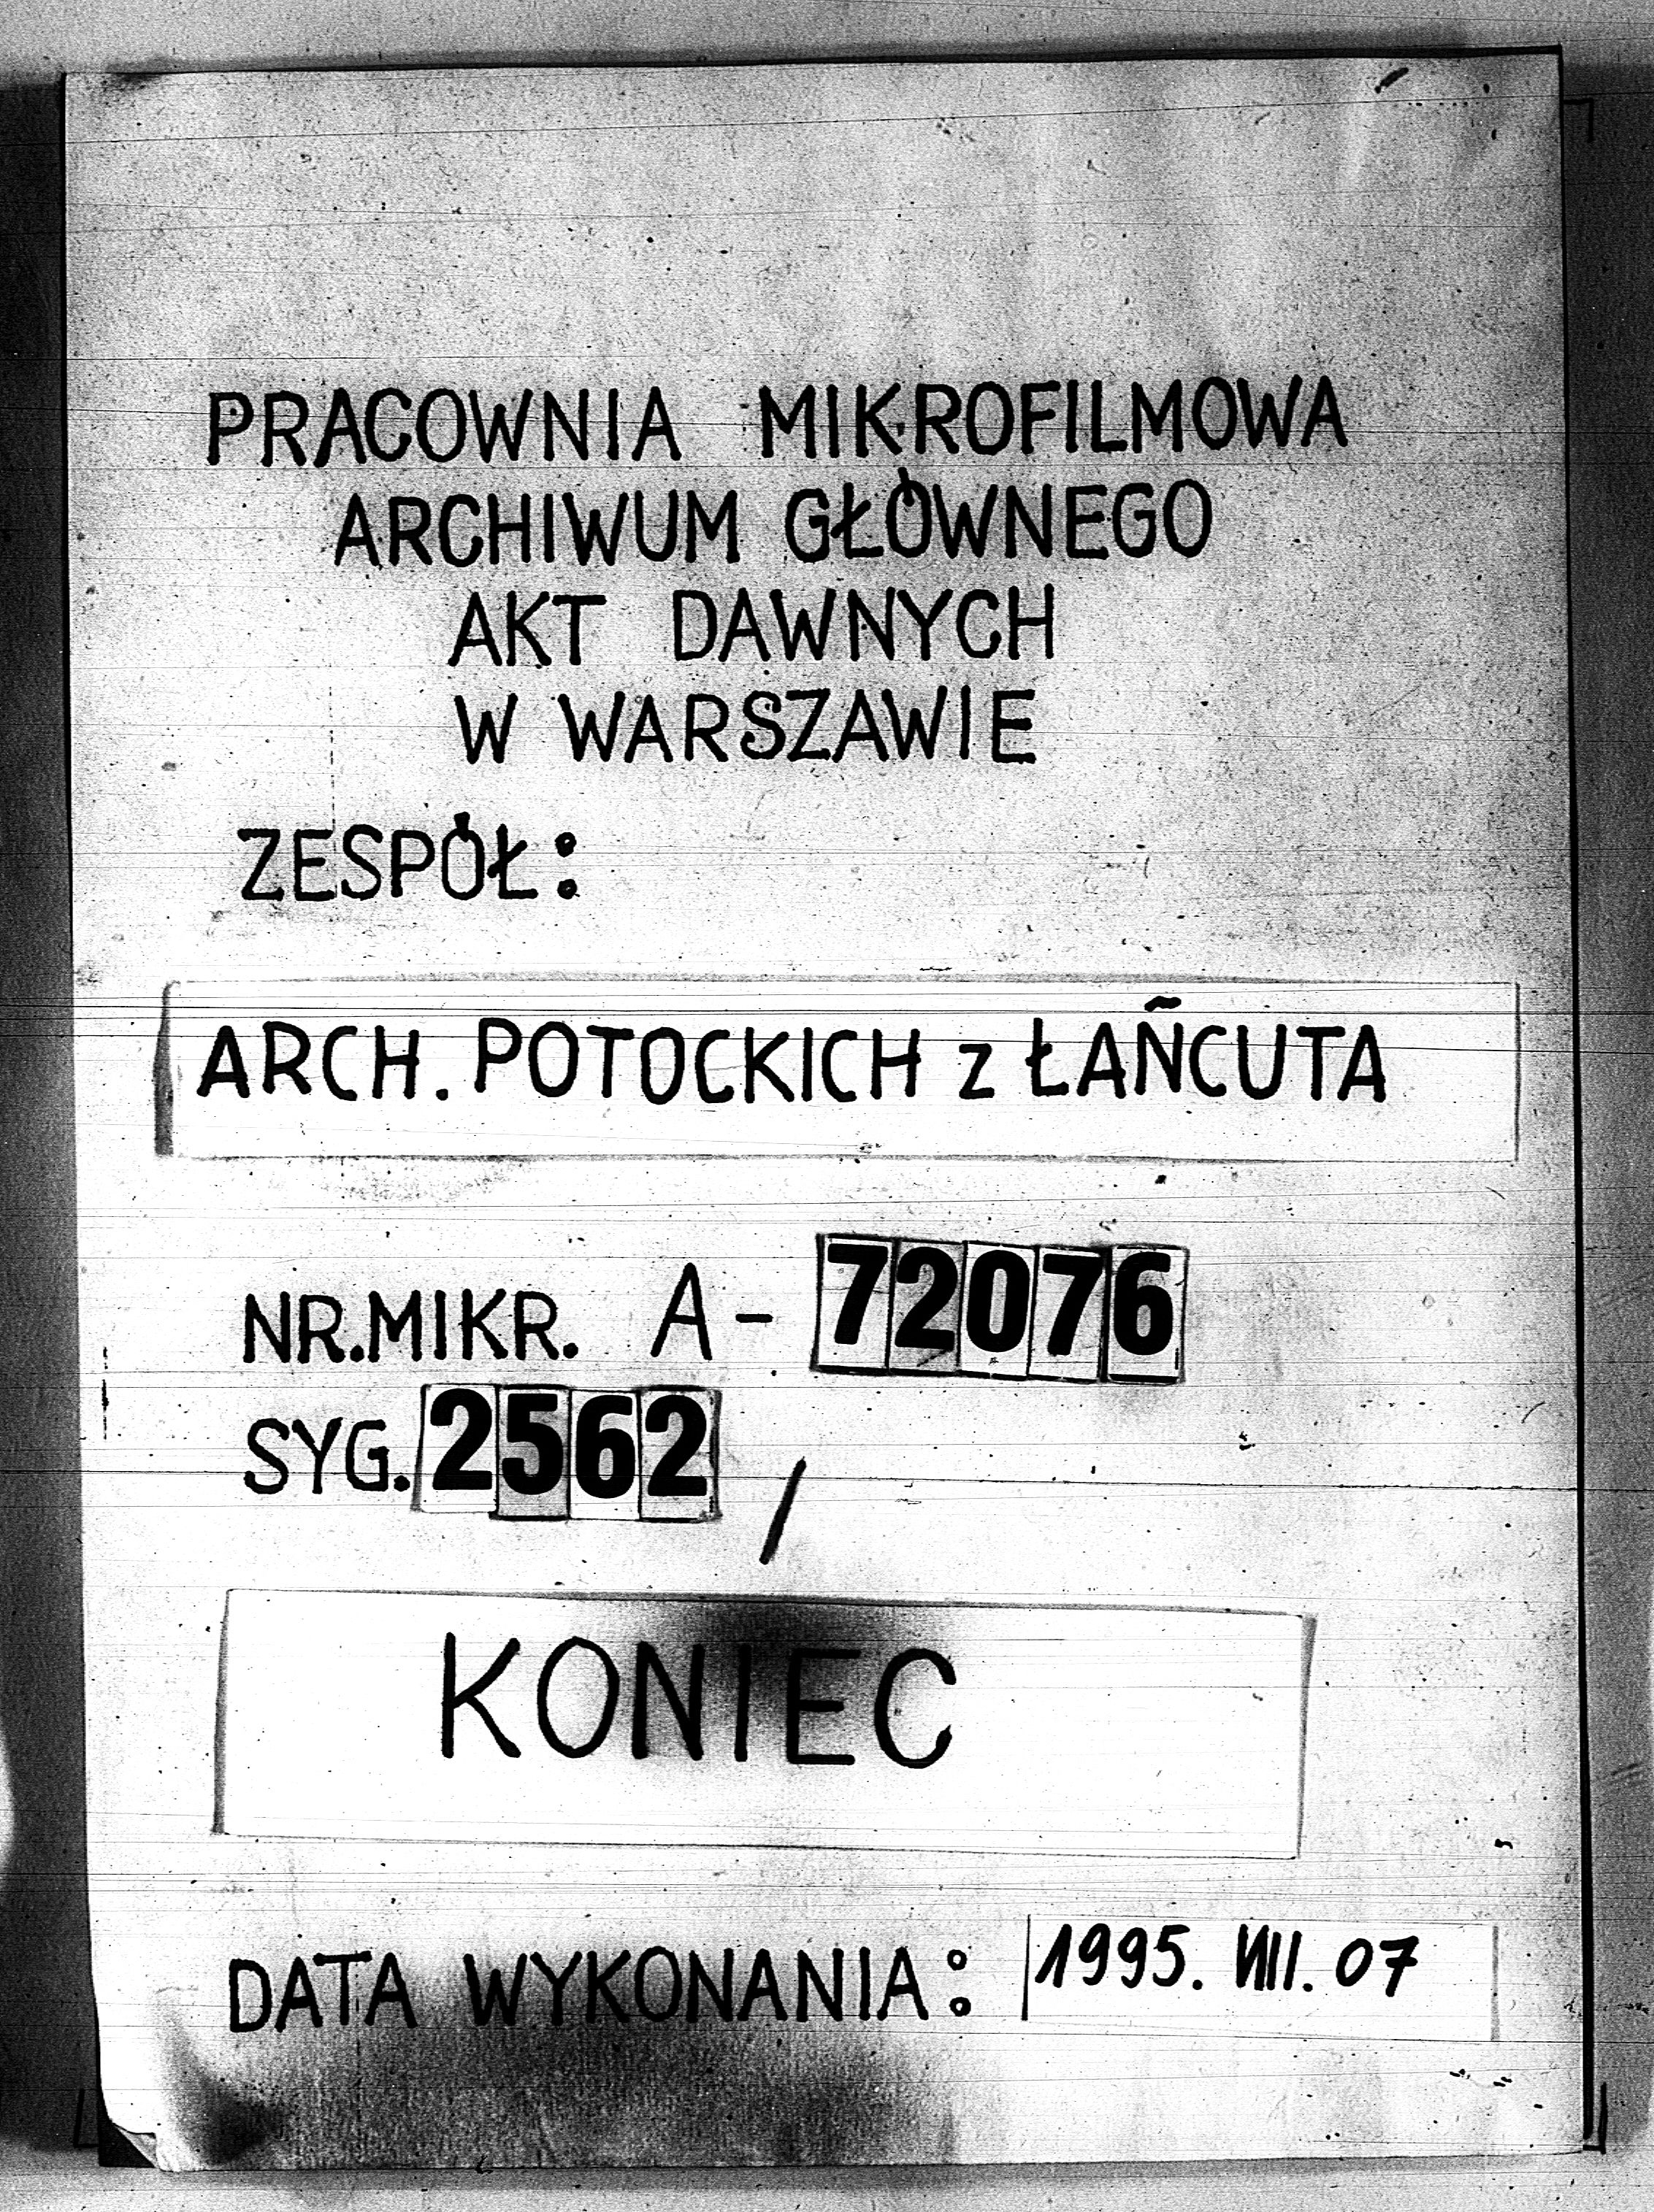 PRACOWNIA MIKROFILMOWA
ARCHIWUM GŁÓWNEGO
AKT DAWNYCH
W WARSZAWIE
ZESPÓŁ:
ARCH. POTOCKICH z ŁAŃCUTA
NR.MIKR. A-72076
SYG. 2562 /
KONIEC
DATA WYKONANIA: 1995. VIII. 07